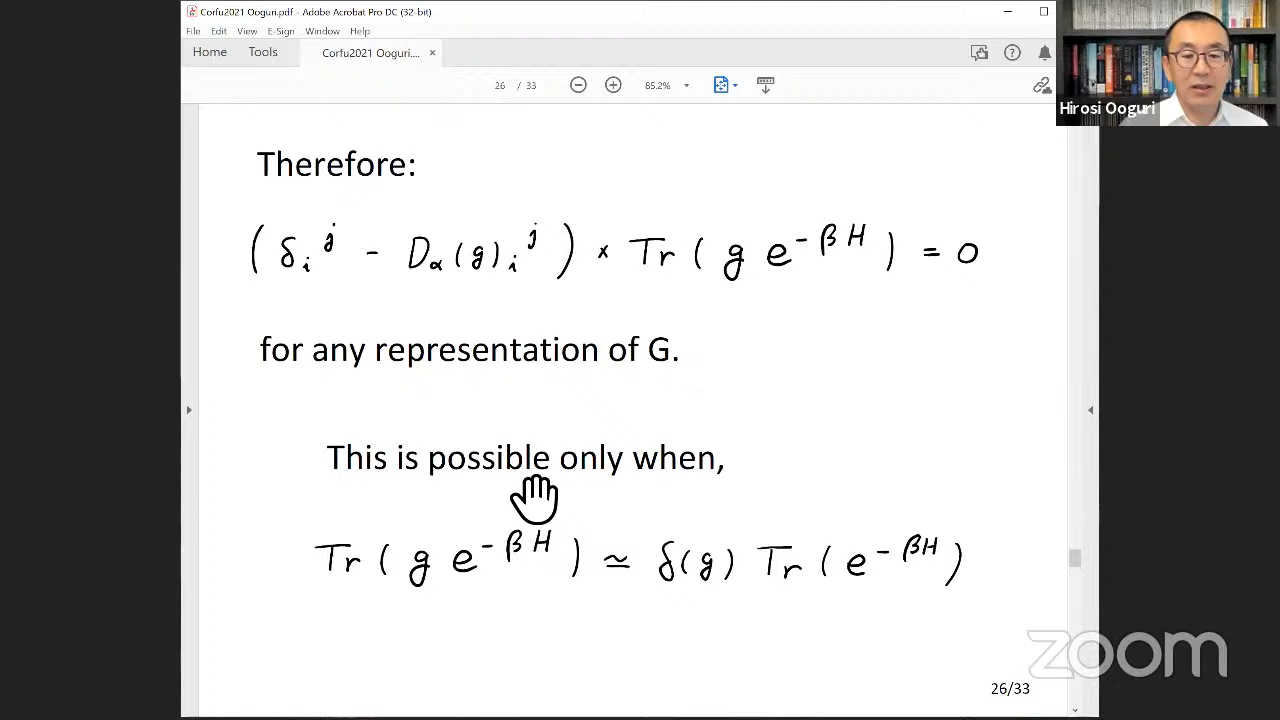 Corfu2021 Ooguri.pdf - Adobe Acrobat Pro DC (32-bit)
File Edit View E-Sign Window Help
Home Tools Corfu2021 Ooguri.... ×
26 / 33 85.2%
Hirosi Ooguri
Therefore:
( δ_i^j - D_α(g)_i^j ) × Tr( g e^{-βH} ) = 0
for any representation of G.
This is possible only when,
Tr( g e^{-βH} ) ≃ δ(g) Tr( e^{-βH} )
zoom
26/33